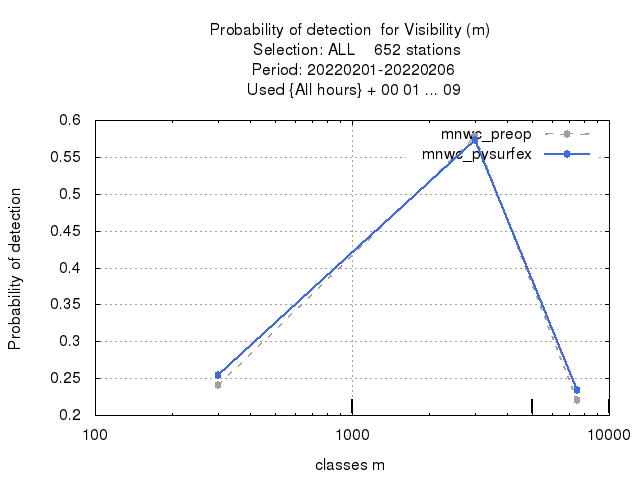 Probability of detection  for Visibility (m)
Selection: ALL    652 stations
Period: 20220201-20220206
Used {All hours} + 00 01 ... 09
0.6
mnwc_preop
0.55
mnwc_pysurfex
0.5
0.45
0.4
0.35
0.3
0.25
0.2
Probability of detection
100 1000 10000
classes m